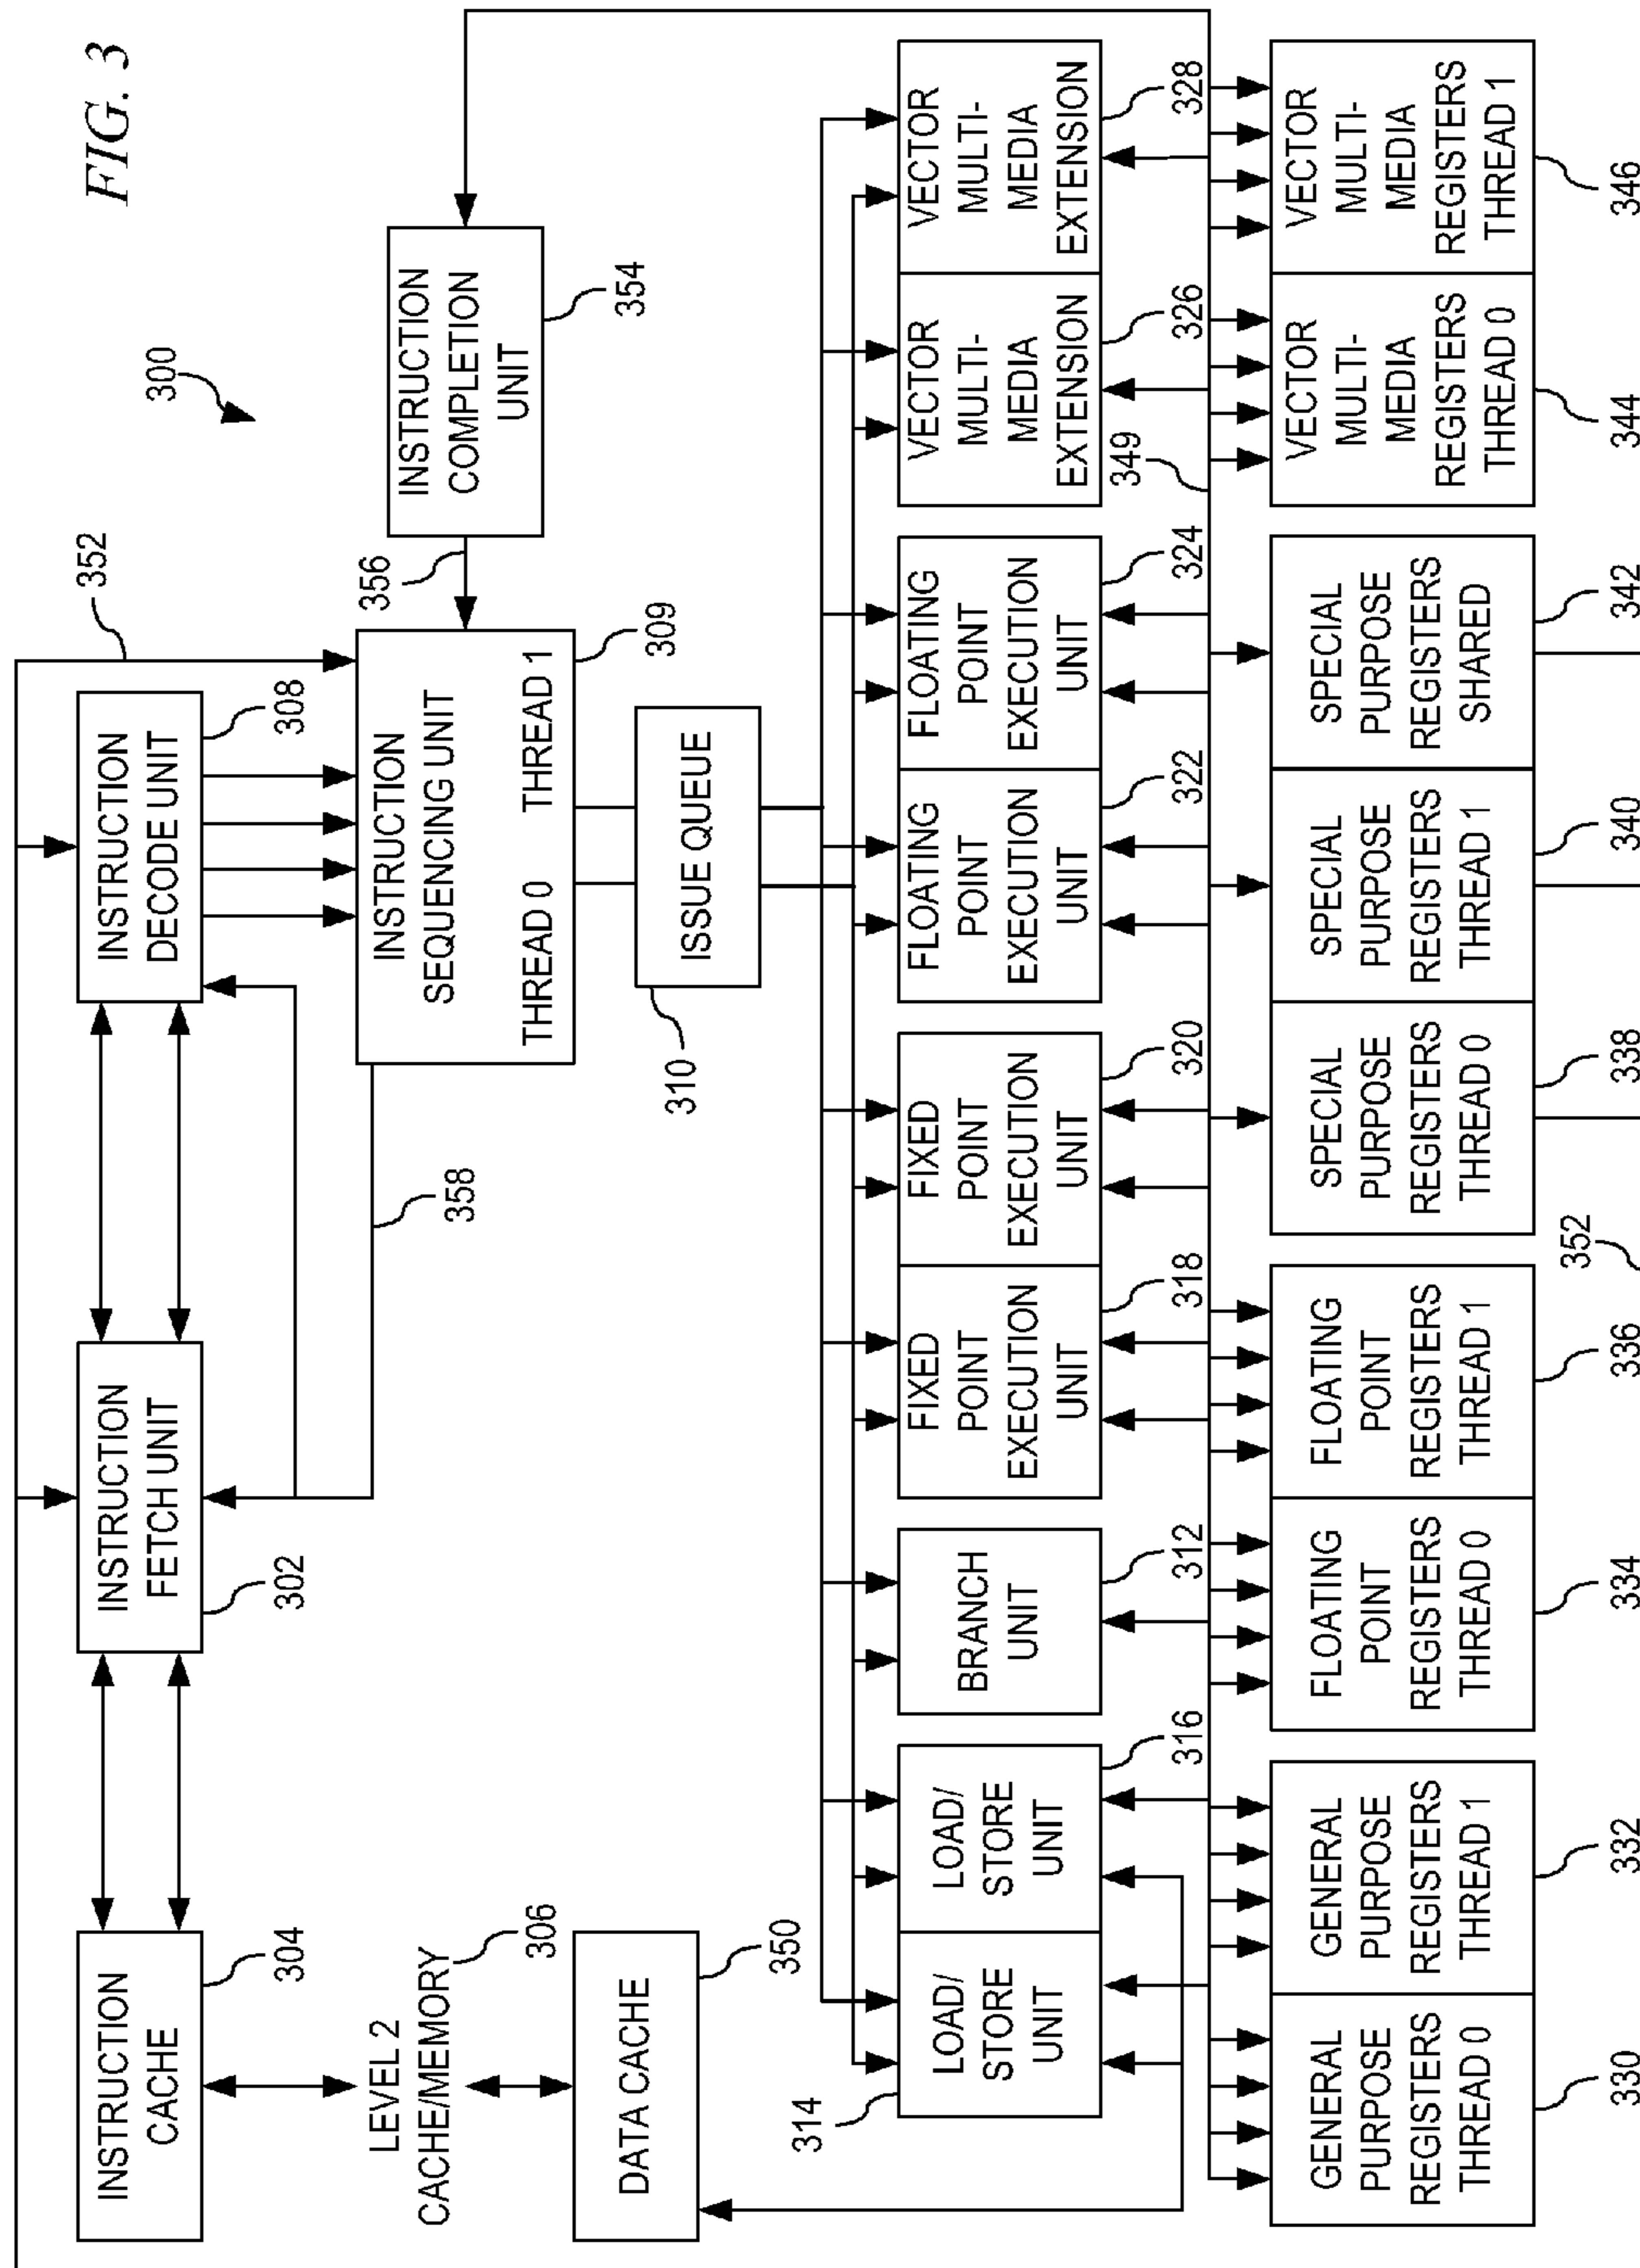 FIG. 3
300
352
INSTRUCTION
CACHE
304
INSTRUCTION
FETCH UNIT
302
INSTRUCTION
DECODE UNIT
308
LEVEL 2
CACHE/MEMORY
306
358
INSTRUCTION
SEQUENCING UNIT
THREAD 0
THREAD 1
309
356
INSTRUCTION
COMPLETION
UNIT
354
DATA CACHE
350
310
ISSUE QUEUE
314
LOAD/
STORE
UNIT
LOAD/
STORE
UNIT
316
BRANCH
UNIT
312
FIXED
POINT
EXECUTION
UNIT
318
FIXED
POINT
EXECUTION
UNIT
320
FLOATING
POINT
EXECUTION
UNIT
322
FLOATING
POINT
EXECUTION
UNIT
324
VECTOR
MULTI-
MEDIA
EXTENSION
326
VECTOR
MULTI-
MEDIA
EXTENSION
328
349
GENERAL
PURPOSE
REGISTERS
THREAD 0
330
GENERAL
PURPOSE
REGISTERS
THREAD 1
332
FLOATING
POINT
REGISTERS
THREAD 0
334
FLOATING
POINT
REGISTERS
THREAD 1
336
352
SPECIAL
PURPOSE
REGISTERS
THREAD 0
338
SPECIAL
PURPOSE
REGISTERS
THREAD 1
340
SPECIAL
PURPOSE
REGISTERS
SHARED
342
VECTOR
MULTI-
MEDIA
REGISTERS
THREAD 0
344
VECTOR
MULTI-
MEDIA
REGISTERS
THREAD 1
346